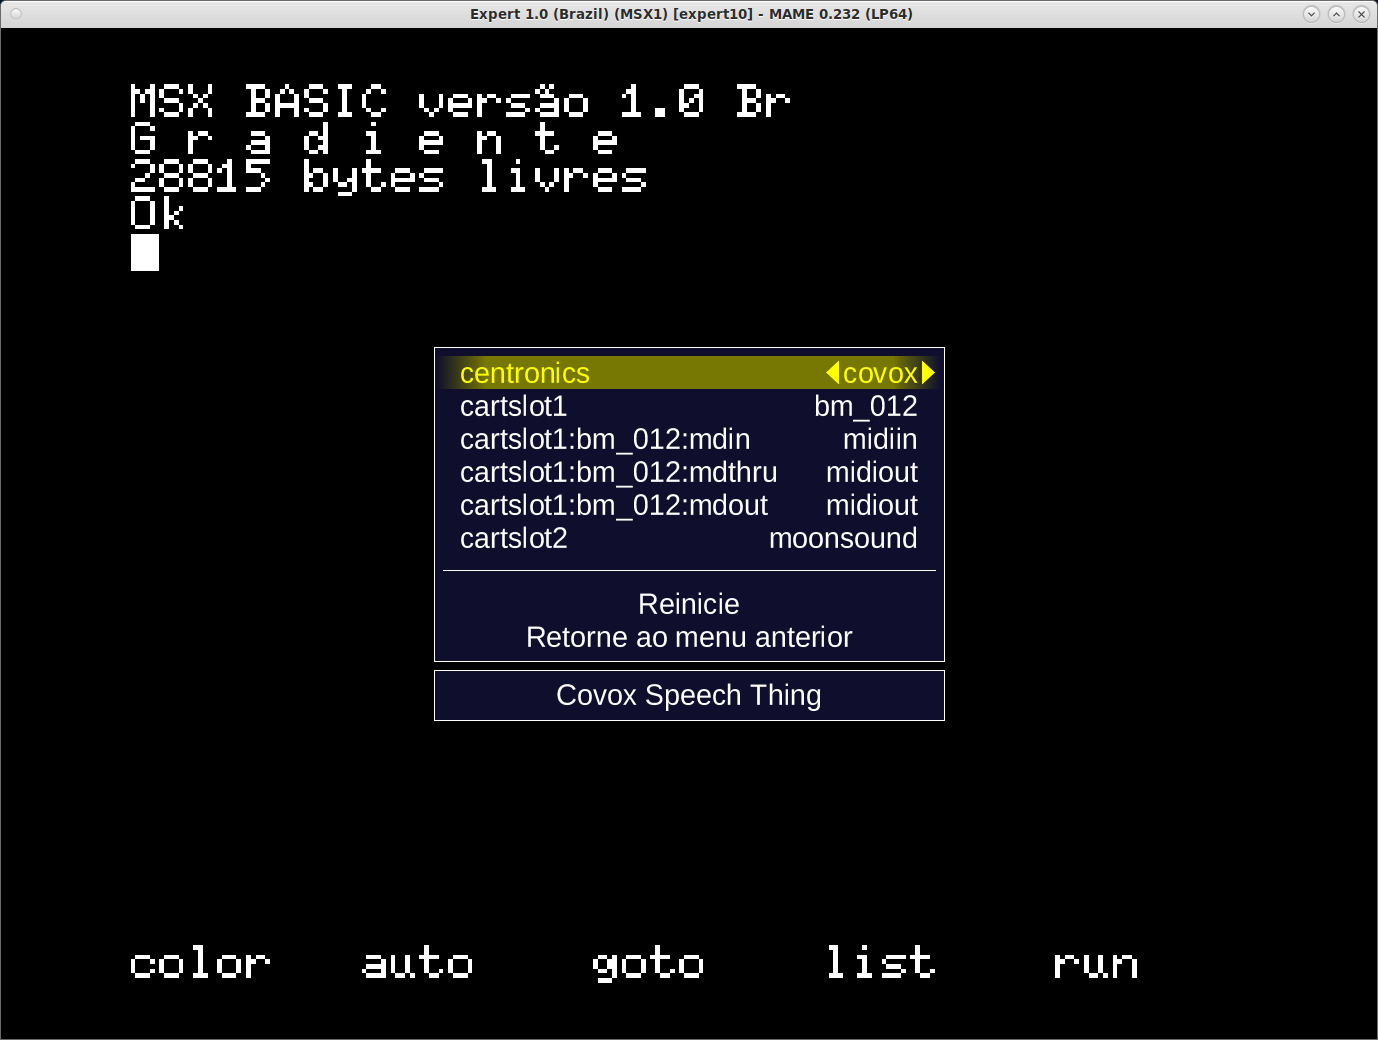 Expert 1.0 (Brazil) (MSX1) [expert10] - MAME 0.232 (LP64)
MSX BASIC versão 1.0 Br
G r a d i e n t e
28815 bytes livres
Ok
centronics covox
cartslot1 bm_012
cartslot1:bm_012:mdin midiin
cartslot1:bm_012:mdthru midiout
cartslot1:bm_012:mdout midiout
cartslot2 moonsound
Reinicie
Retorne ao menu anterior
Covox Speech Thing
color auto goto list run